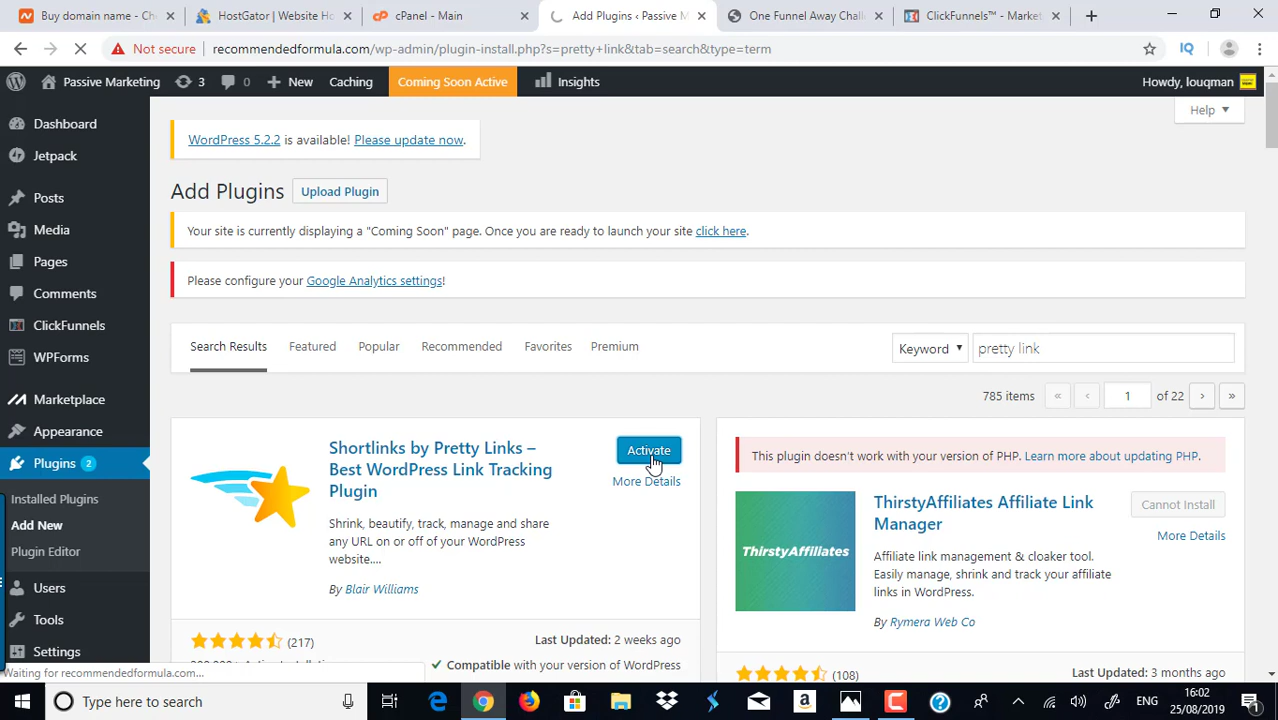 Buy domain name - Ch
HostGator | Website Ho
cPanel - Main
Add Plugins ‹ Passive M
One Funnel Away Chall
ClickFunnels™ - Market
Not secure
recommendedformula.com/wp-admin/plugin-install.php?s=pretty+link&tab=search&type=term
Passive Marketing
3
0
New
Caching
Coming Soon Active
Insights
Howdy, louqman
Help
Dashboard
Jetpack
Posts
Media
Pages
Comments
ClickFunnels
WPForms
Marketplace
Appearance
Plugins 2
Installed Plugins
Add New
Plugin Editor
Users
Tools
Settings
WordPress 5.2.2 is available! Please update now.
Add Plugins
Upload Plugin
Your site is currently displaying a "Coming Soon" page. Once you are ready to launch your site click here.
Please configure your Google Analytics settings!
Search Results
Featured
Popular
Recommended
Favorites
Premium
Keyword
pretty link
785 items
«
‹
1
of 22
›
»
Shortlinks by Pretty Links –
Best WordPress Link Tracking
Plugin
Activate
More Details
Shrink, beautify, track, manage and share
any URL on or off of your WordPress
website....
By Blair Williams
(217)
Last Updated: 2 weeks ago
Compatible with your version of WordPress
This plugin doesn't work with your version of PHP. Learn more about updating PHP.
ThirstyAffiliates
ThirstyAffiliates Affiliate Link
Manager
Cannot Install
More Details
Affiliate link management & cloaker tool.
Easily manage, shrink and track your affiliate
links in WordPress.
By Rymera Web Co
(108)
Last Updated: 3 months ago
Waiting for recommendedformula.com...
Type here to search
ENG
16:02
25/08/2019
1